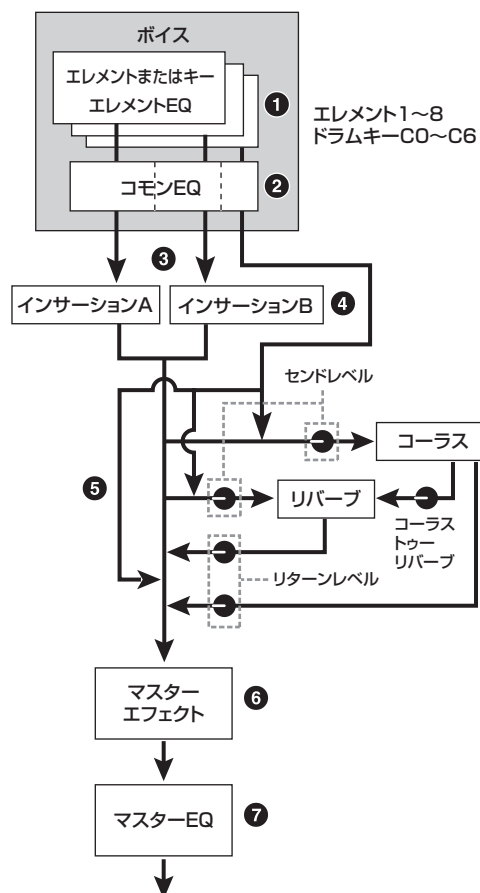 ボイス
エレメントまたはキー
エレメントEQ
❶
エレメント1〜8
ドラムキーC0〜C6
コモンEQ
❷
❸
インサーションA
インサーションB
❹
センドレベル
コーラス
❺
リバーブ
コーラス
トゥー
リバーブ
リターンレベル
マスター
エフェクト
❻
マスターEQ
❼